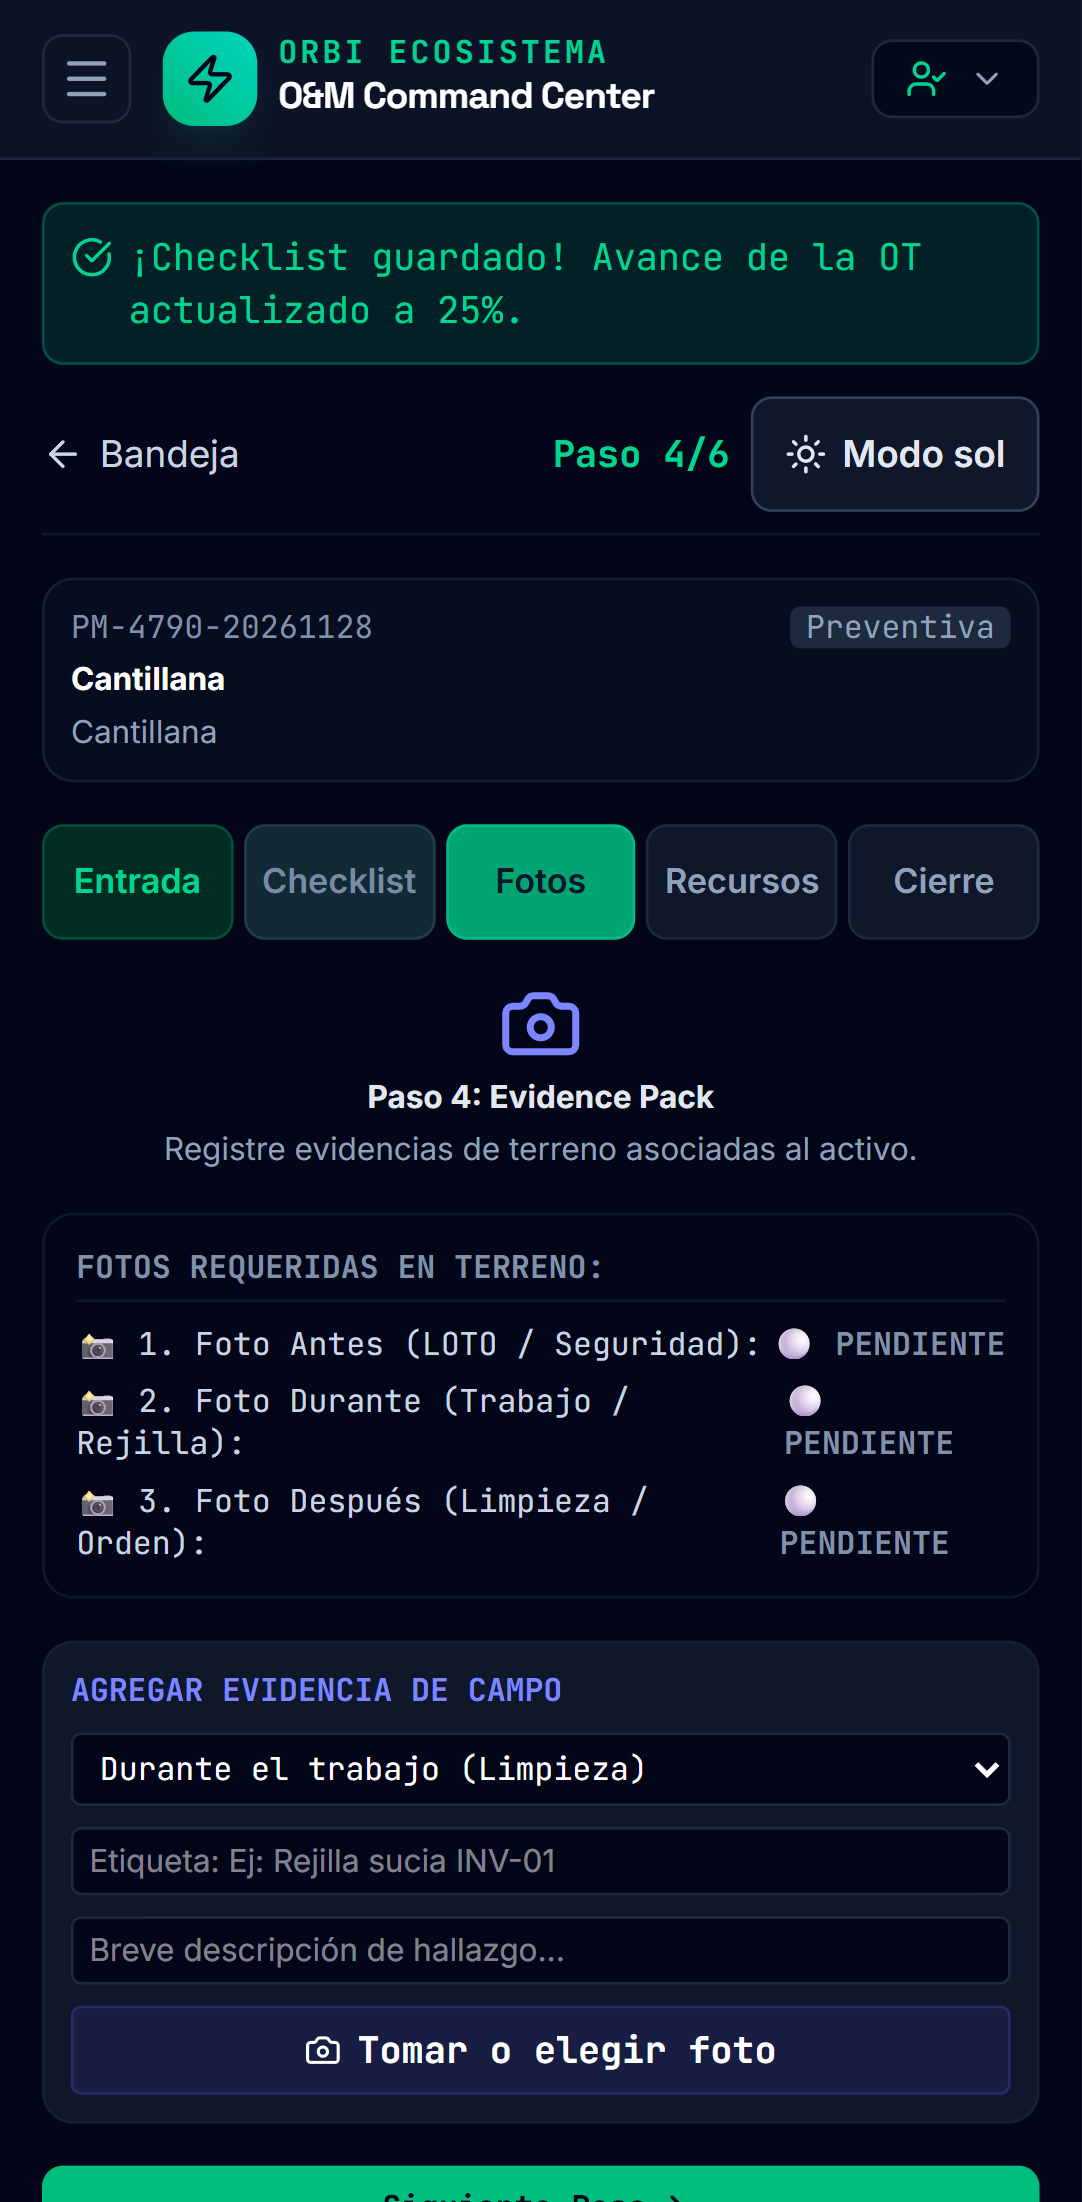 ORBI ECOSISTEMA
O&M Command Center
¡Checklist guardado! Avance de la OT
actualizado a 25%.
Bandeja
Paso 4/6
Modo sol
PM-4790-20261128
Preventiva
Cantillana
Cantillana
Entrada
Checklist
Fotos
Recursos
Cierre
Paso 4: Evidence Pack
Registre evidencias de terreno asociadas al activo.
FOTOS REQUERIDAS EN TERRENO:
📸 1. Foto Antes (LOTO / Seguridad): ⚪ PENDIENTE
📸 2. Foto Durante (Trabajo /
Rejilla):
⚪
PENDIENTE
📸 3. Foto Después (Limpieza /
Orden):
⚪
PENDIENTE
AGREGAR EVIDENCIA DE CAMPO
Durante el trabajo (Limpieza)
Etiqueta: Ej: Rejilla sucia INV-01
Breve descripción de hallazgo...
Tomar o elegir foto